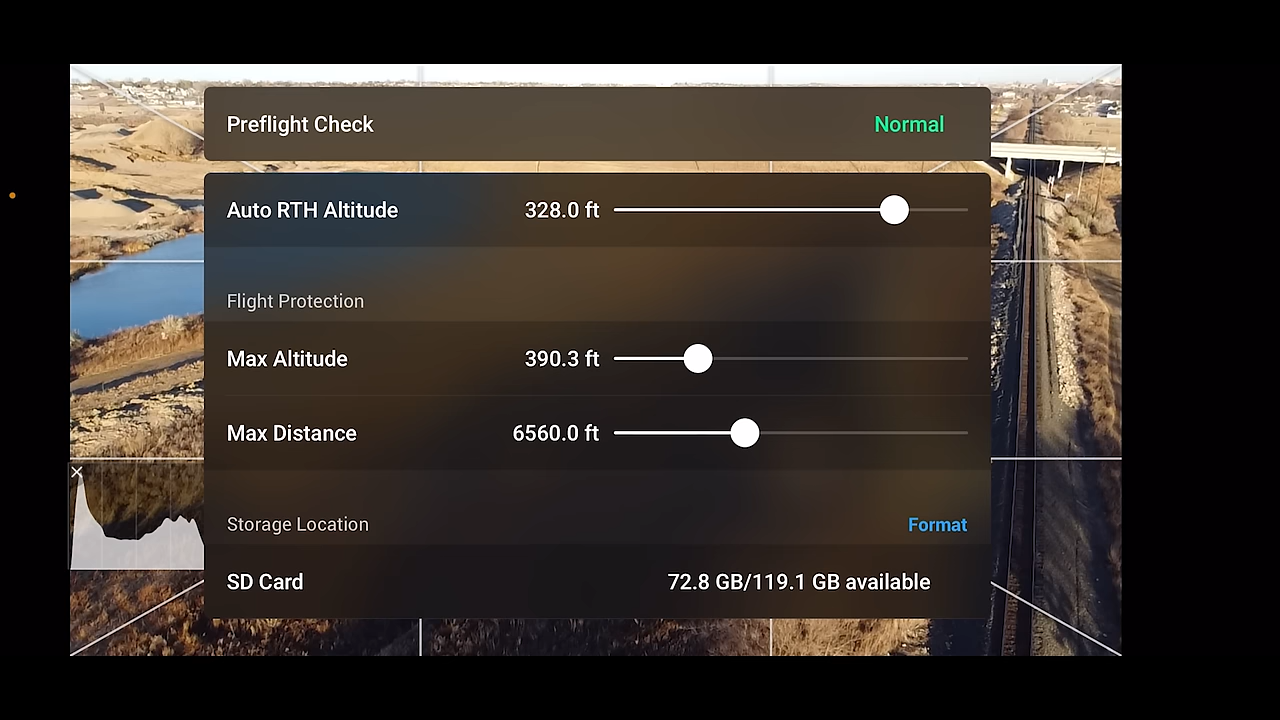 Preflight Check Normal
Auto RTH Altitude 328.0 ft
Flight Protection
Max Altitude 390.3 ft
Max Distance 6560.0 ft
Storage Location Format
SD Card 72.8 GB/119.1 GB available